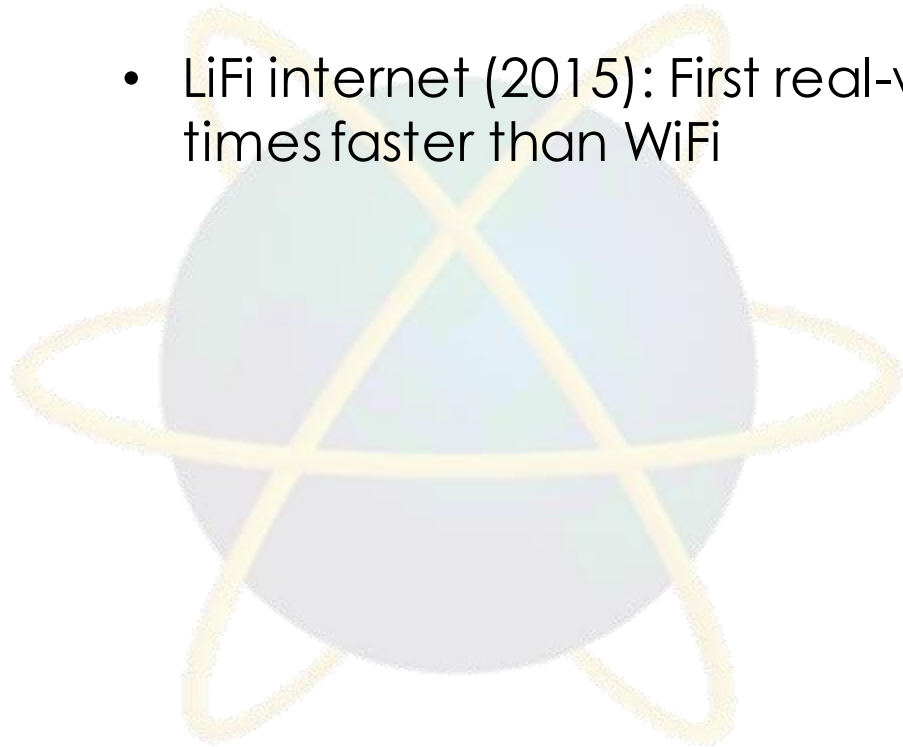 • LiFi internet (2015): First real-
times faster than WiFi